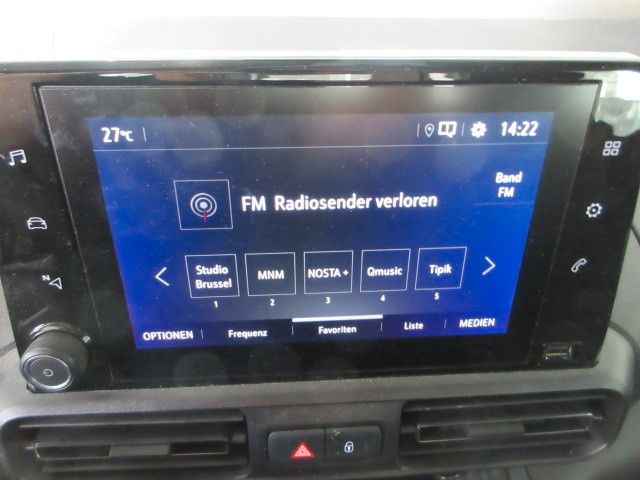 27°C
14:22
Band
FM
FM Radiosender verloren
Studio
Brussel
MNM
NOSTA +
Qmusic
Tipik
1
2
3
4
5
OPTIONEN
Frequenz
Favoriten
Liste
MEDIEN
N